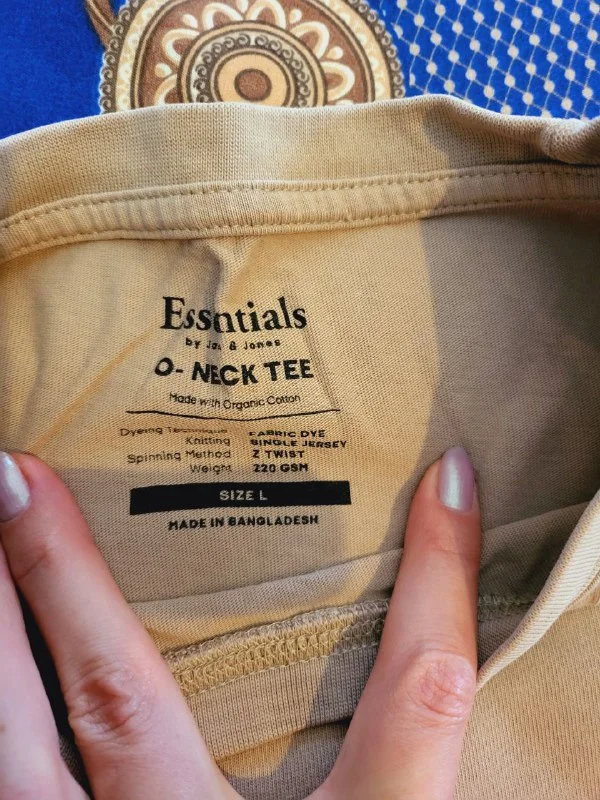 Essentials
by Jack & Jones
O-NECK TEE
Made with Organic Cotton
Dyeing Technique FABRIC DYE
Knitting SINGLE JERSEY
Spinning Method Z TWIST
Weight 220 GSM
SIZE L
MADE IN BANGLADESH